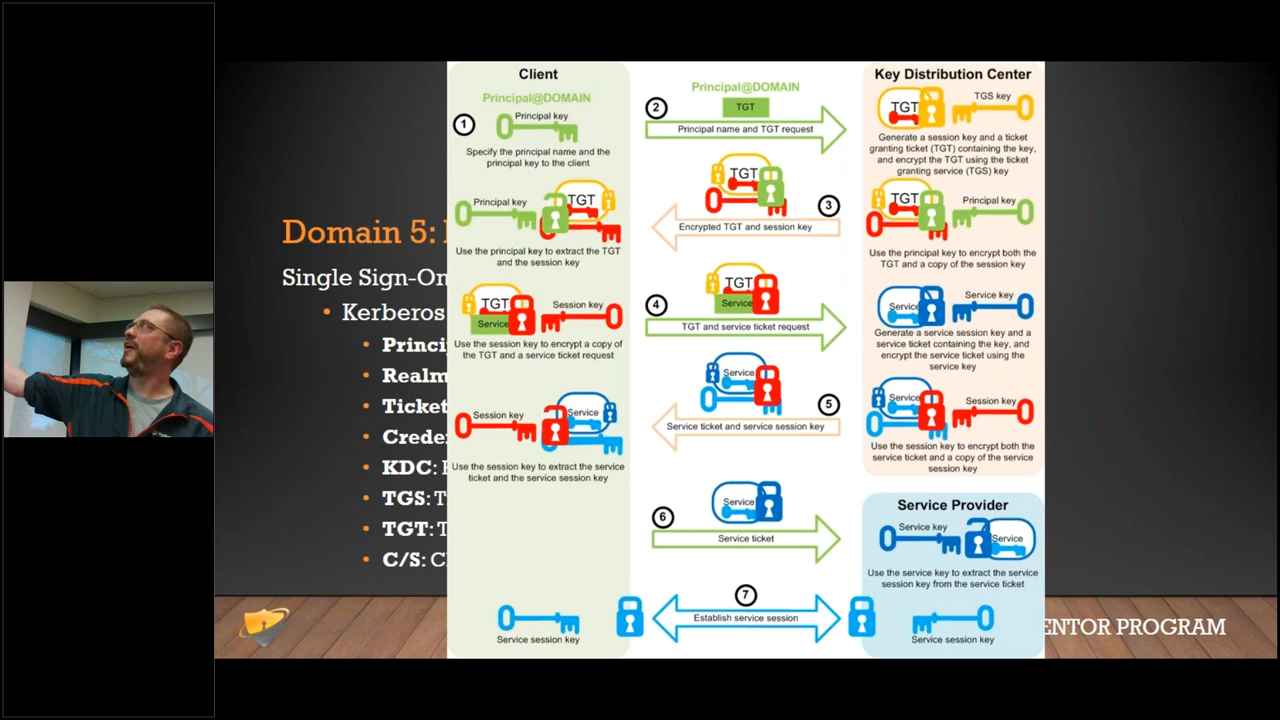 Domain 5:
Single Sign-On
• Kerberos
• Princi
• Realm
• Ticket
• Crede
• KDC:
• TGS: T
• TGT: T
• C/S: Cl
Client
Principal@DOMAIN
1
Principal key
Specify the principal name and the
principal key to the client
Principal key
TGT
Use the principal key to extract the TGT
and the session key
TGT
Service
Session key
Use the session key to encrypt a copy of
the TGT and a service ticket request
Session key
Service
Use the session key to extract the service
ticket and the service session key
Service session key
Principal@DOMAIN
2
TGT
Principal name and TGT request
TGT
3
Encrypted TGT and session key
TGT
Service
4
TGT and service ticket request
Service
5
Service ticket and service session key
6
Service
Service ticket
7
Establish service session
Key Distribution Center
TGT
TGS key
Generate a session key and a ticket
granting ticket (TGT) containing the key,
and encrypt the TGT using the ticket
granting service (TGS) key
TGT
Principal key
Use the principal key to encrypt both the
TGT and a copy of the session key
Service
Service key
Generate a service session key and a
service ticket containing the key, and
encrypt the service ticket using the
service key
Service
Session key
Use the session key to encrypt both the
service ticket and a copy of the service
session key
Service Provider
Service key
Service
Use the service key to extract the service
session key from the service ticket
Service session key
ENTOR PROGRAM